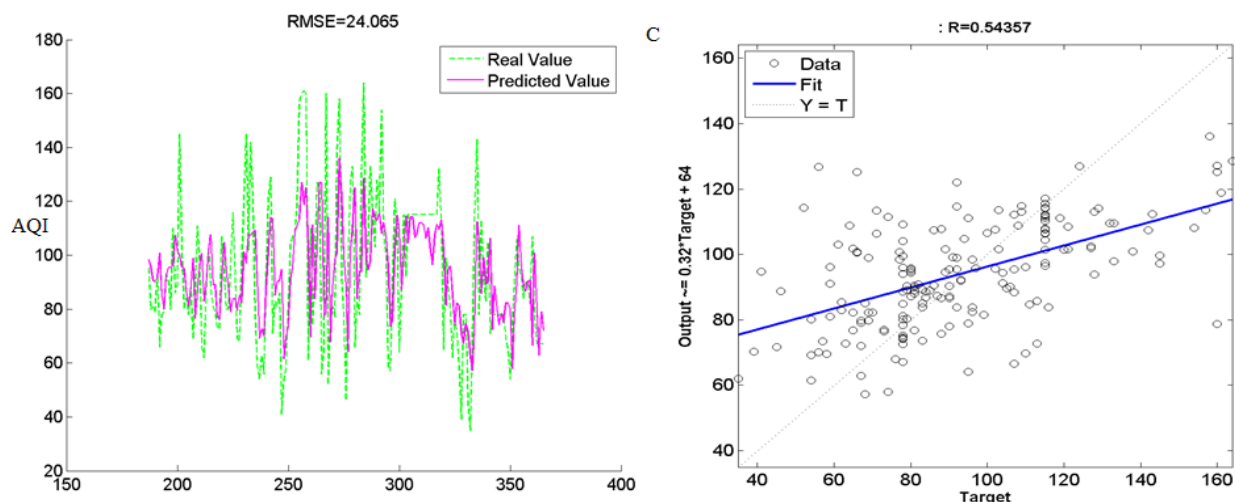 RMSE=24.065
180
160
140
120
100
80
60
40
20
AQI
Real Value
Predicted Value
150
200
250
300
350
400
C
: R=0.54357
Data
Fit
Y = T
Output ~= 0.32*Target + 64
160
140
120
100
80
60
40
40
60
80
100
120
140
160
Target